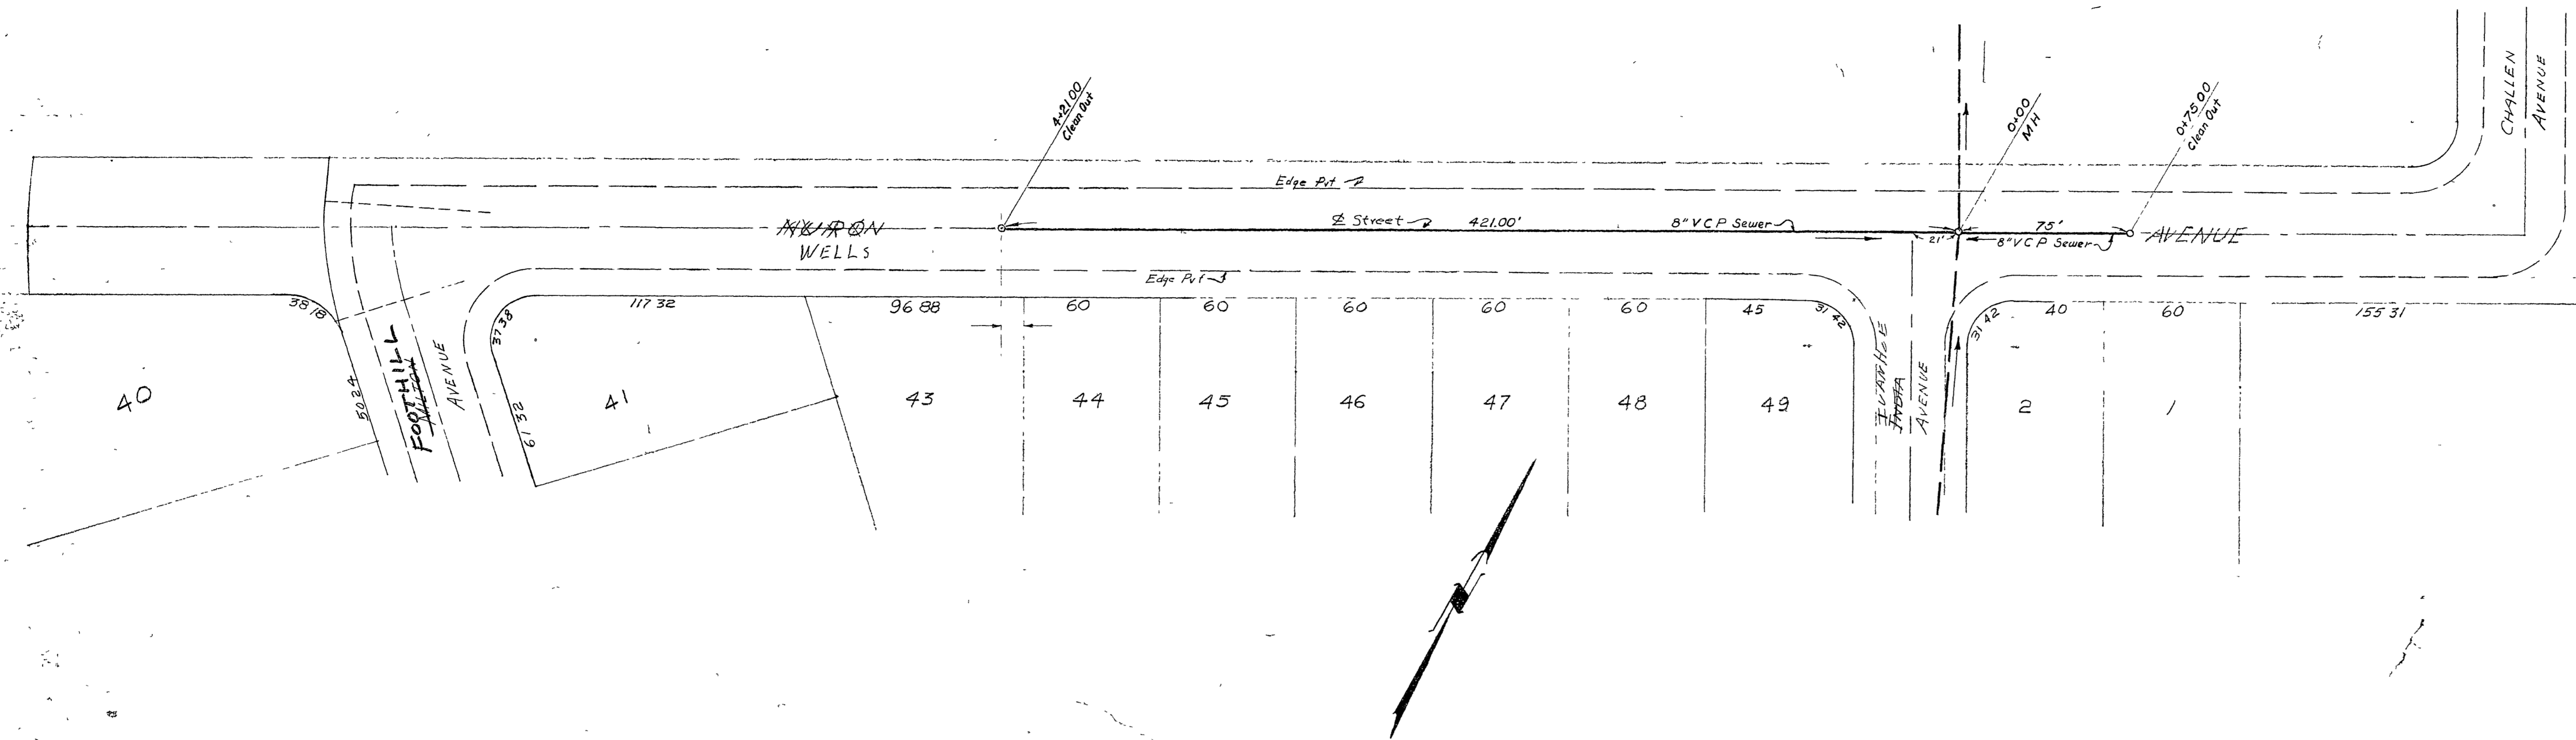 CHALLEN
AVENUE
4+21.00
Clean Out
0+00
MH
0+75.00
Clean Out
Edge Pvt
℄ Street
421.00'
8" V C P Sewer
WELLS
21'
75'
8" V C P Sewer
AVENUE
Edge Pvt
38 18
117 32
96 88
60
60
60
60
60
45
31 42
31 42
40
60
155 31
37 38
50 24
61 32
FOOTHILL
MILTON
AVENUE
IVANHOE
INDIA
AVENUE
40
41
43
44
45
46
47
48
49
2
1
N